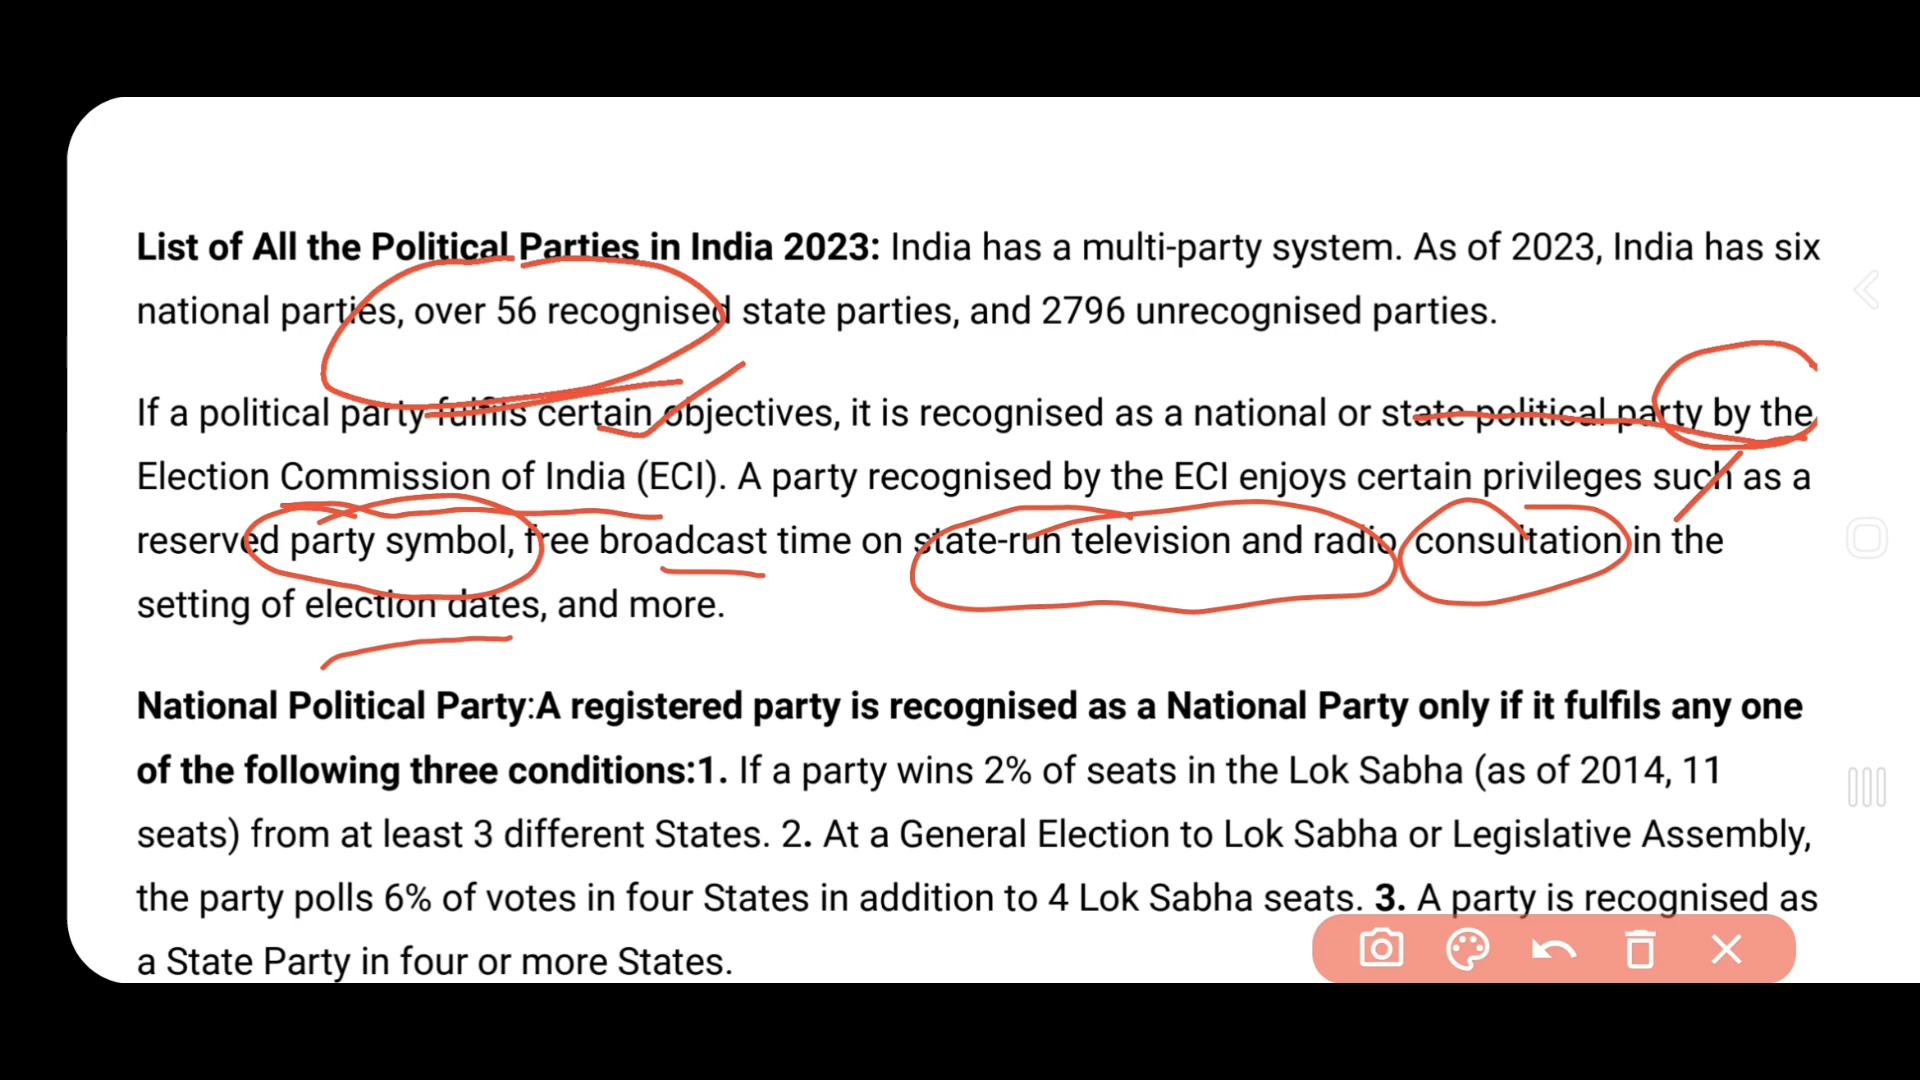 List of All the Political Parties in India 2023: India has a multi-party system. As of 2023, India has six
national parties, over 56 recognised state parties, and 2796 unrecognised parties.
If a political party fulfils certain objectives, it is recognised as a national or state political party by the
Election Commission of India (ECI). A party recognised by the ECI enjoys certain privileges such as a
reserved party symbol, free broadcast time on state-run television and radio, consultation in the
setting of election dates, and more.
National Political Party:A registered party is recognised as a National Party only if it fulfils any one
of the following three conditions:1. If a party wins 2% of seats in the Lok Sabha (as of 2014, 11
seats) from at least 3 different States. 2. At a General Election to Lok Sabha or Legislative Assembly,
the party polls 6% of votes in four States in addition to 4 Lok Sabha seats. 3. A party is recognised as
a State Party in four or more States.